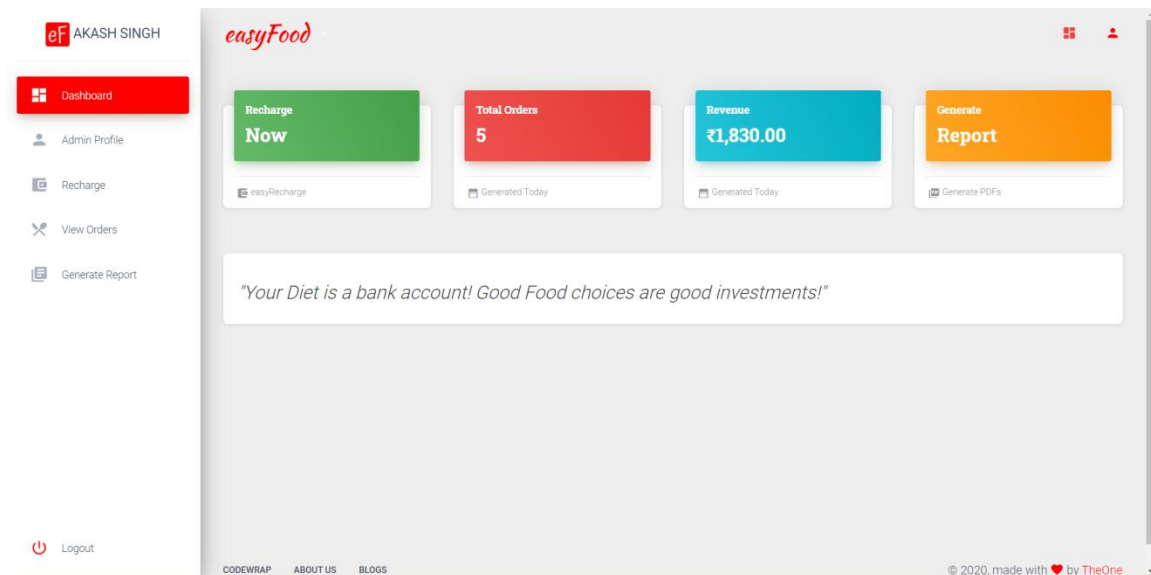 eF AKASH SINGH
Dashboard
Admin Profile
Recharge
View Orders
Generate Report
Logout
easyFood
Recharge
Now
easyRecharge
Total Orders
5
Generated Today
Revenue
₹1,830.00
Generated Today
Generate
Report
Generate PDFs
"Your Diet is a bank account! Good Food choices are good investments!"
CODEWRAP ABOUT US BLOGS
© 2020, made with ♥ by TheOne